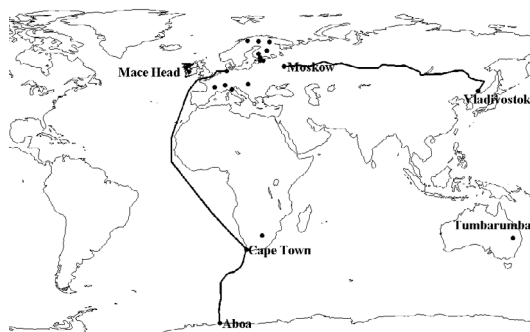 Mace Head
Moskow
Vladivostok
Tumbarumba
Cape Town
Aboa